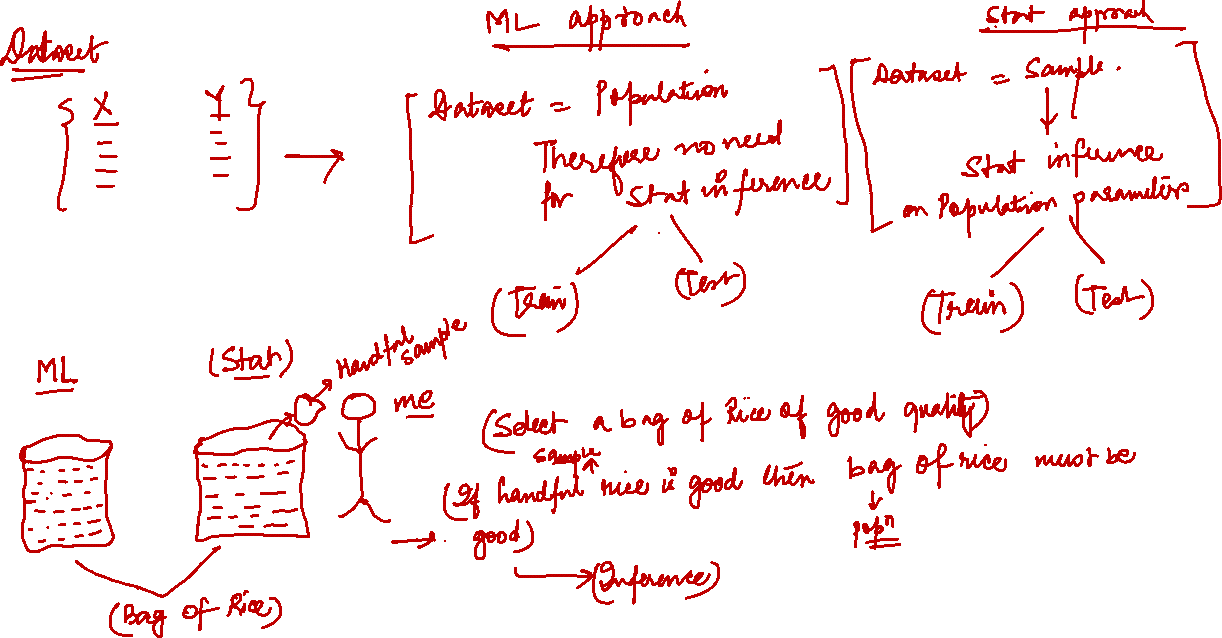 Dataset
X Y
ML approach
Dataset = Population
Therefore no need
for Stat inference
(Train) (Test)
Stat approach
Dataset = Sample.
Stat inference
on Population parameters
(Train) (Test)
ML
(Stat)
Handful
sample
me
(Bag of Rice)
(Select a bag of Rice of good quality)
sample
(If handful rice is good then bag of rice must be
good)
popn
(Inference)